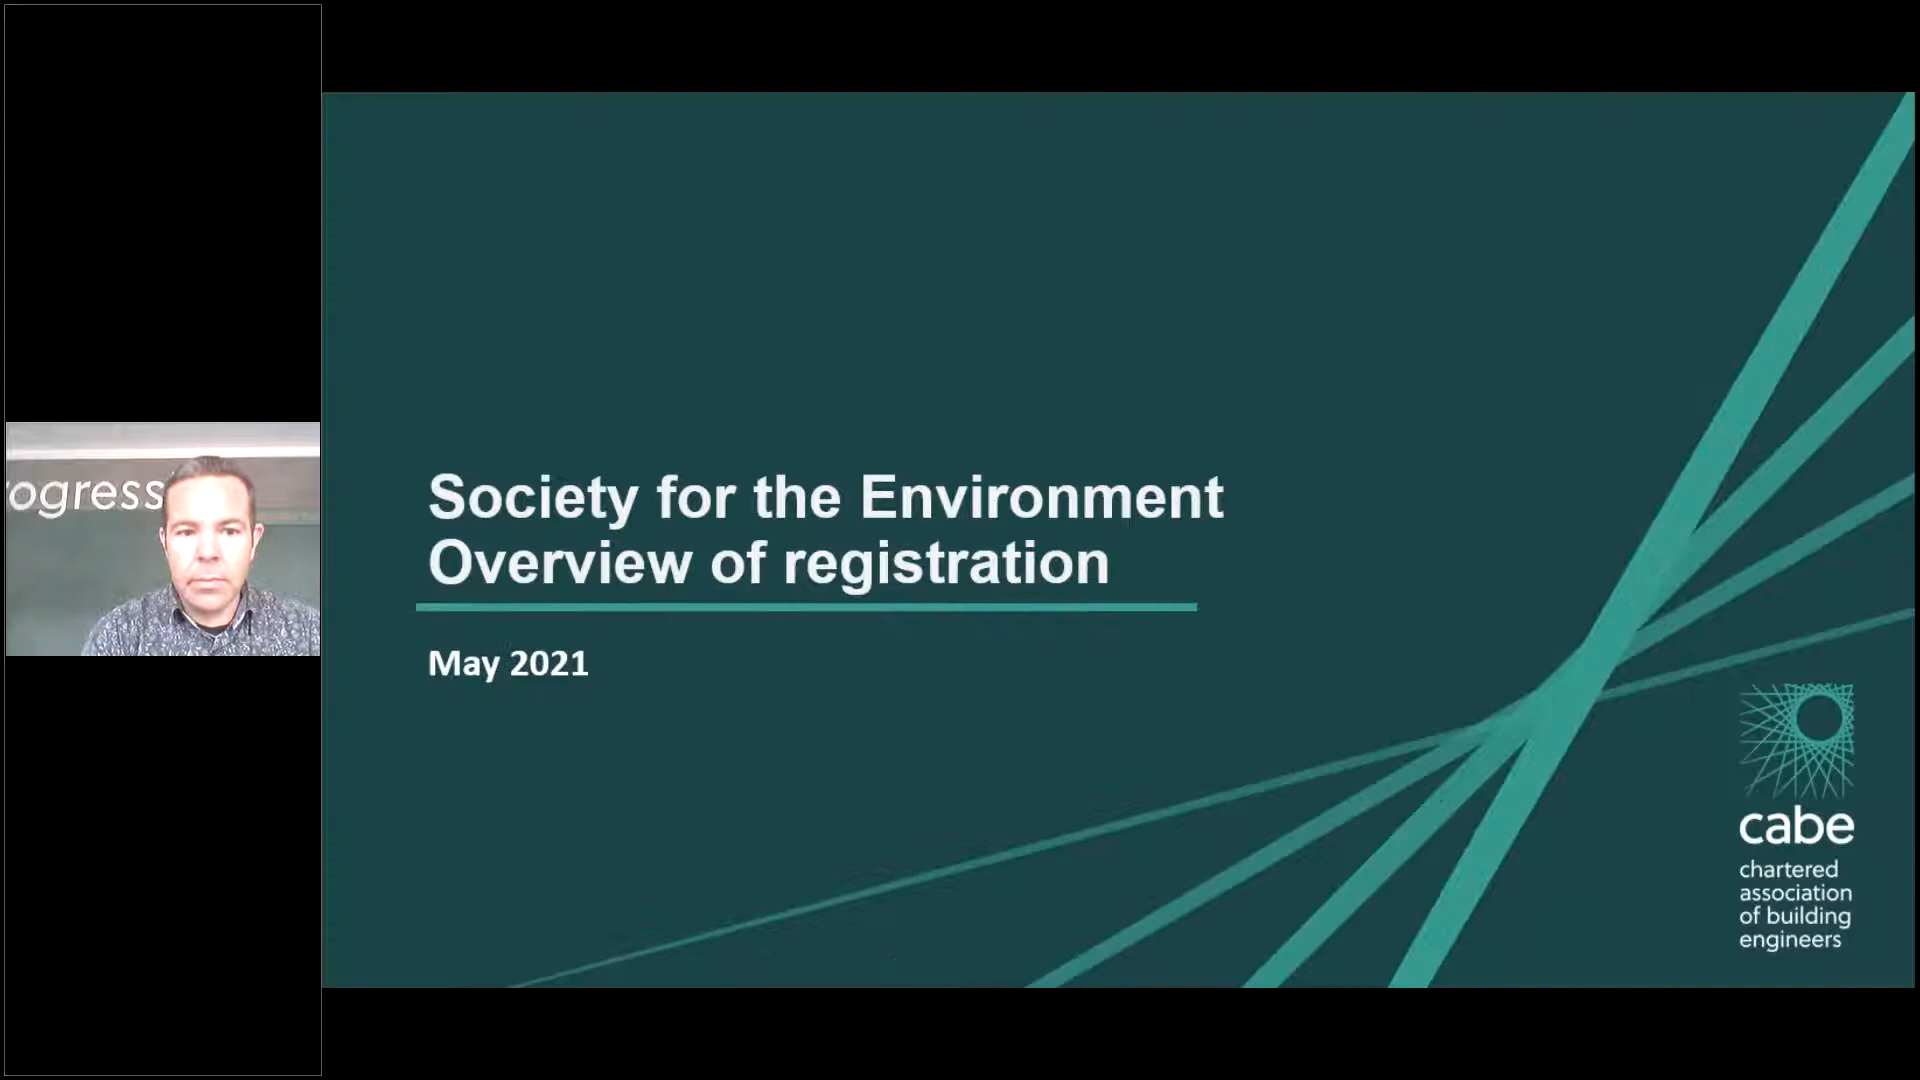 ogress
Society for the Environment
Overview of registration
May 2021
cabe
chartered
association
of building
engineers